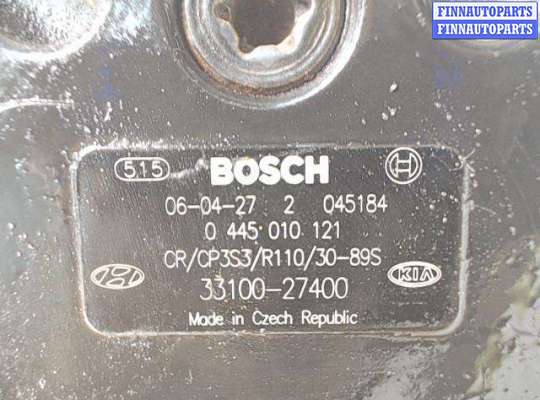 FINNAUTOPARTS
FINNAUTOPARTS
515 BOSCH
06-04-27 2 045184
0 445 010 121
CR/CP3S3/R110/30-89S
KIA
33100-27400
Made in Czech Republic